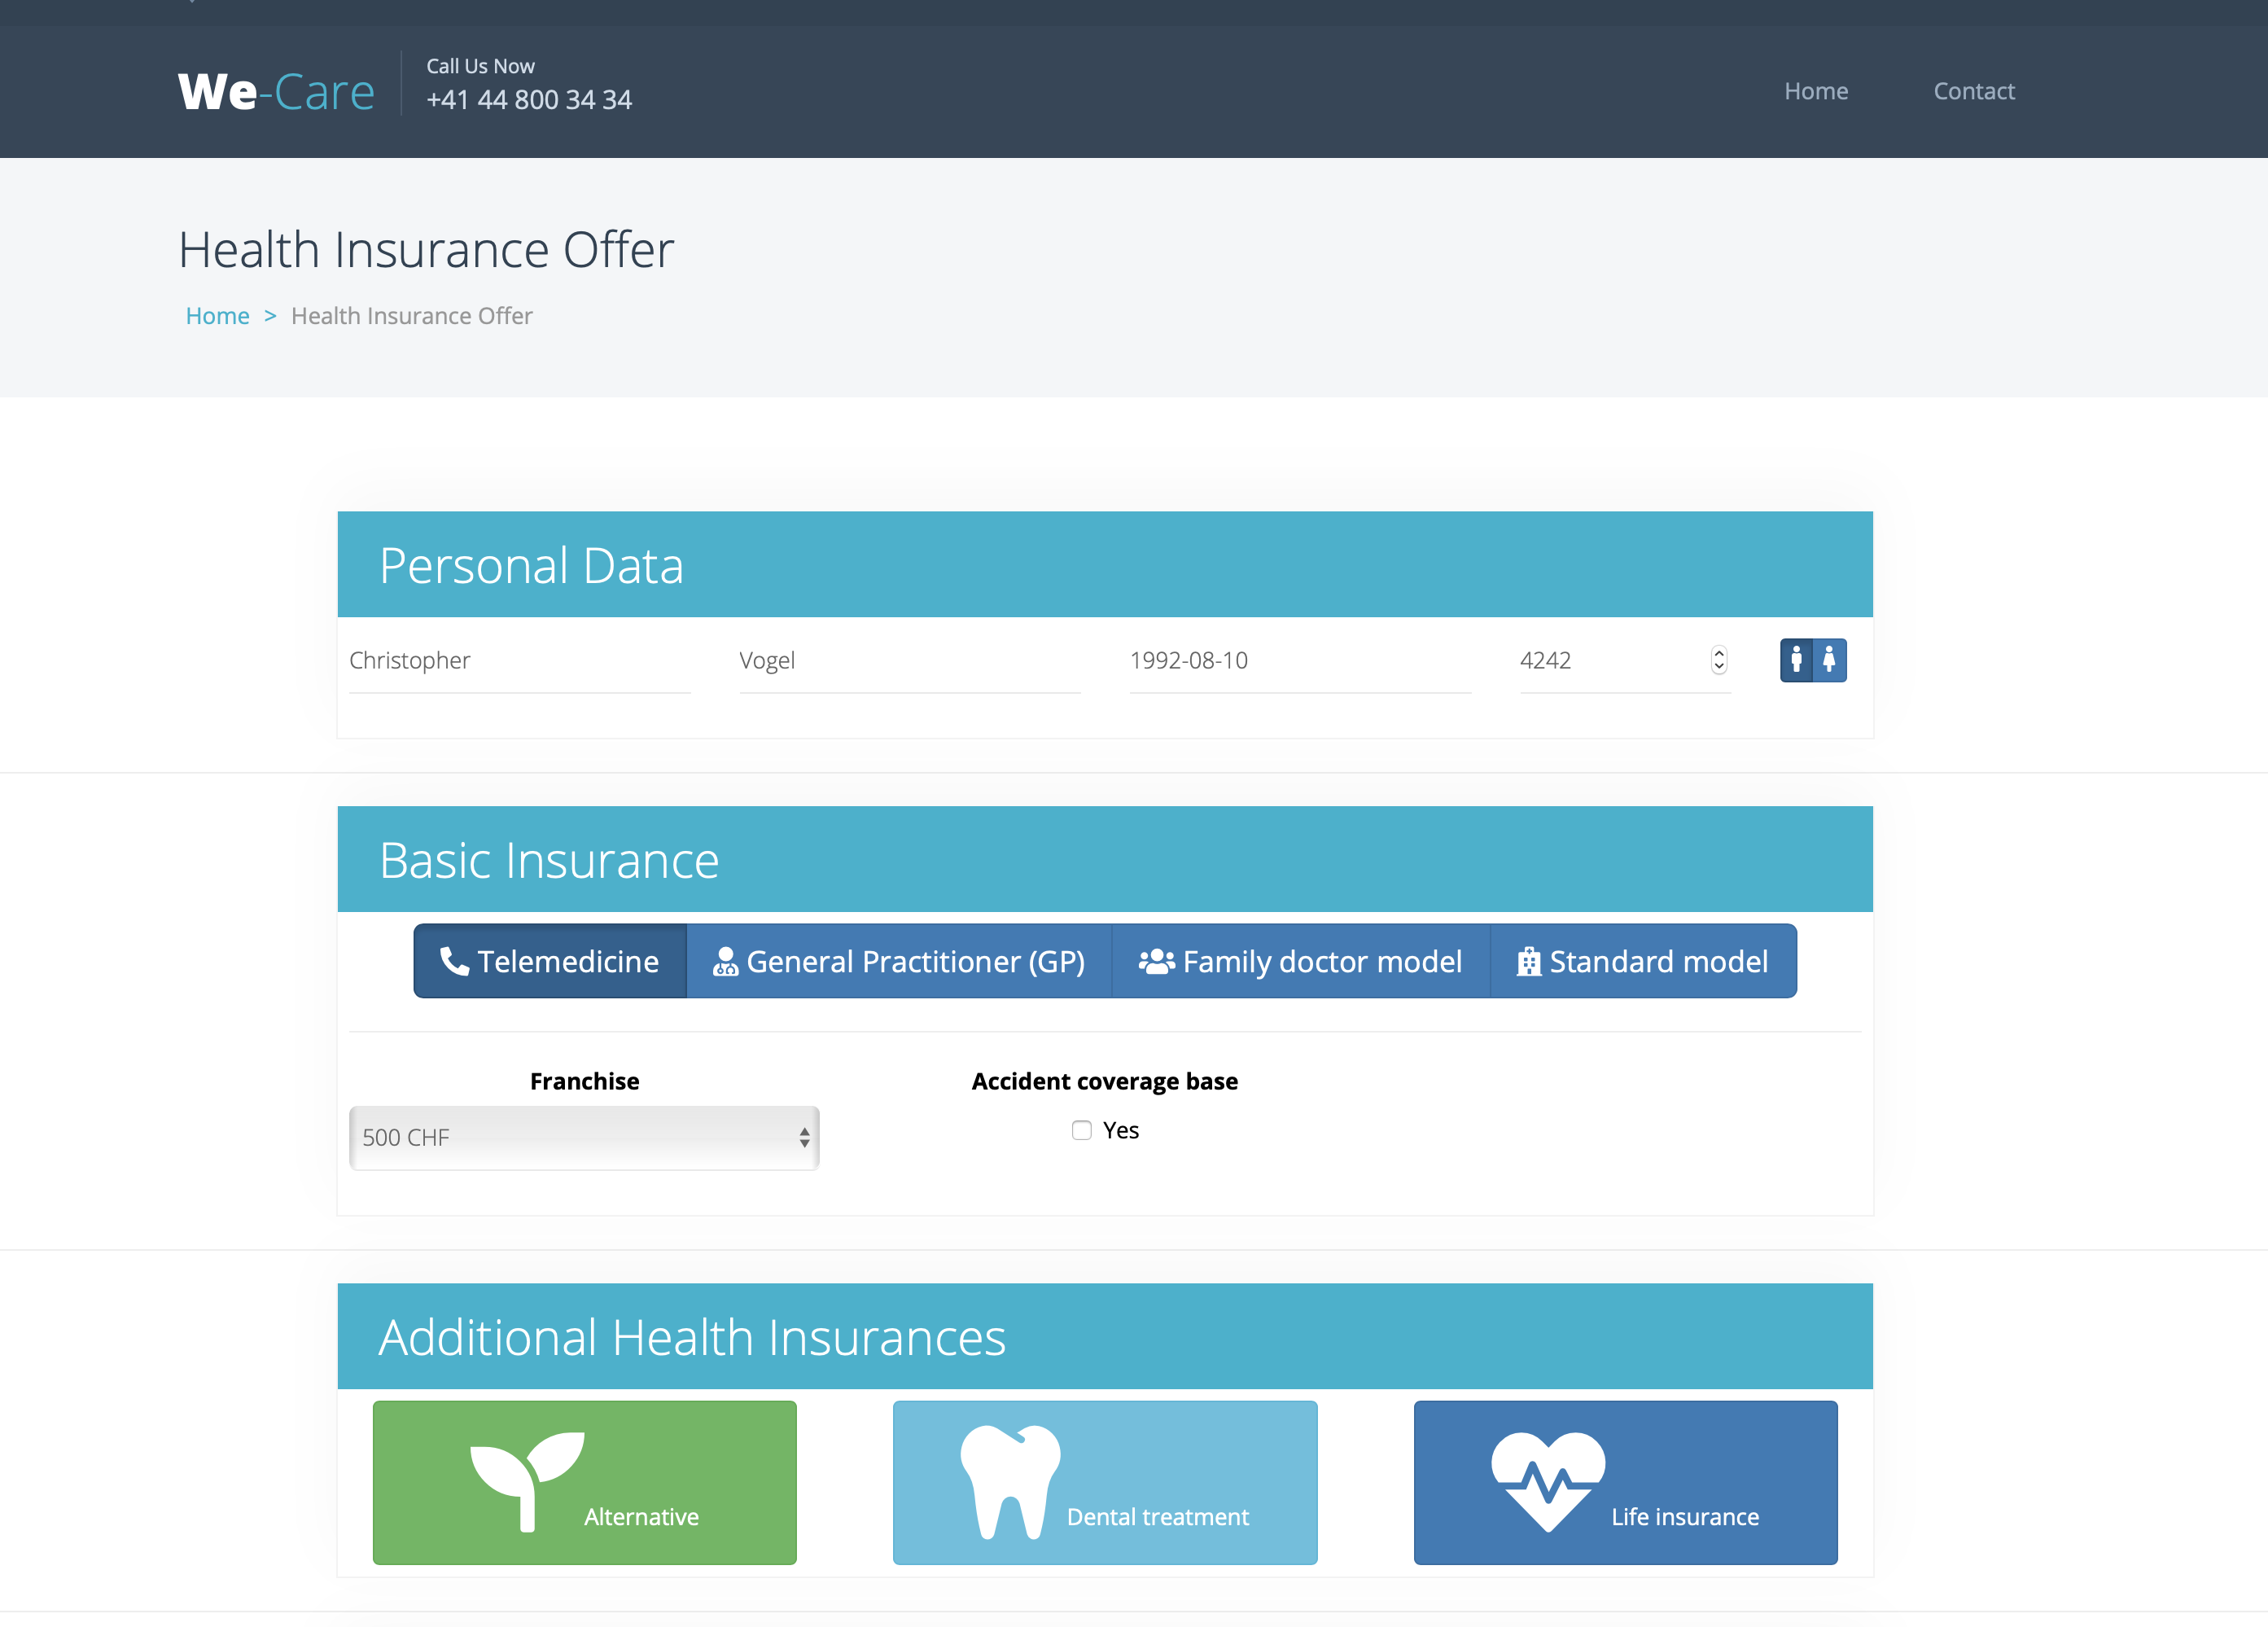 We-Care
Call Us Now
+41 44 800 34 34
Home
Contact
Health Insurance Offer
Home > Health Insurance Offer
Personal Data
Christopher
Vogel
1992-08-10
4242
Basic Insurance
Telemedicine
General Practitioner (GP)
Family doctor model
Standard model
Franchise
Accident coverage base
500 CHF
Yes
Additional Health Insurances
Alternative
Dental treatment
Life insurance